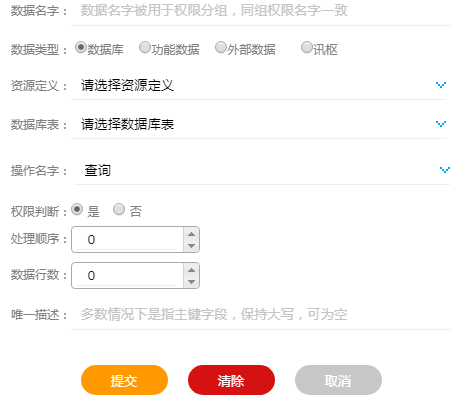 数据名字： 数据名字被用于权限分组，同组权限名字一致
数据类型： 数据库 功能数据 外部数据 讯枢
资源定义： 请选择资源定义
数据库表： 请选择数据库表
操作名字： 查询
权限判断： 是 否
处理顺序： 0
数据行数： 0
唯一描述： 多数情况下是指主键字段，保持大写，可为空
提交 清除 取消